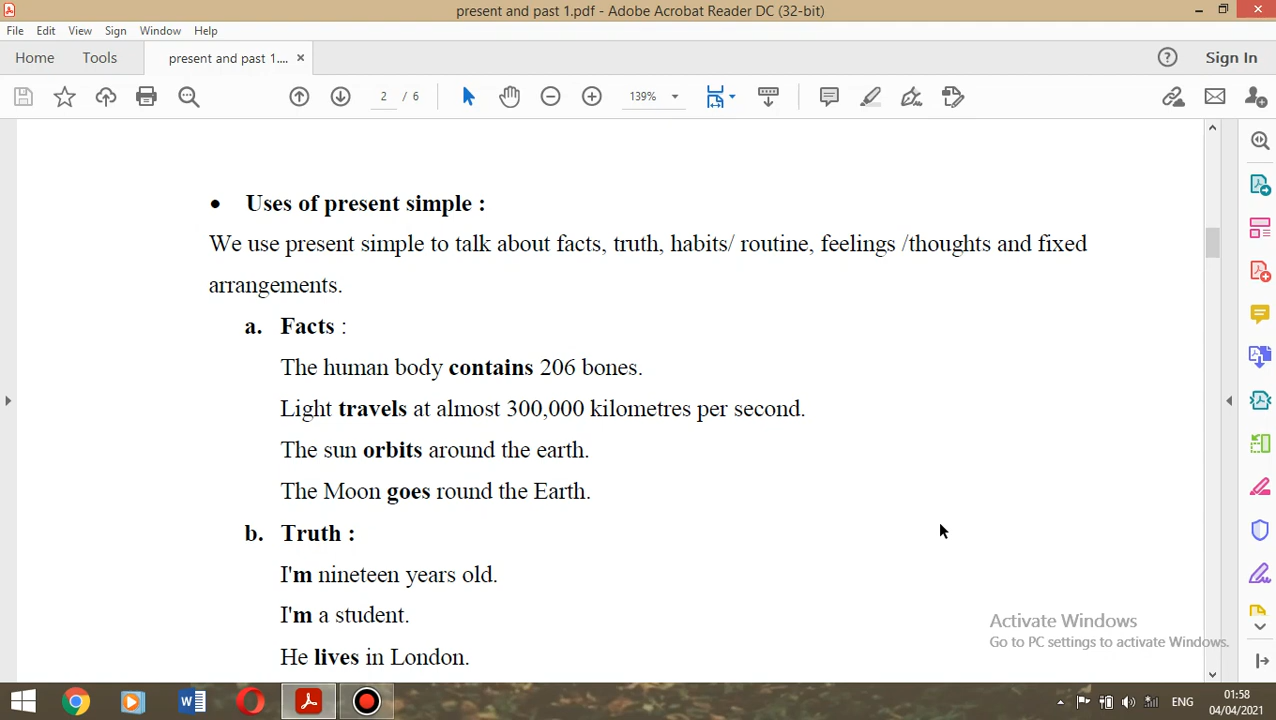 present and past 1.pdf - Adobe Acrobat Reader DC (32-bit)
File Edit View Sign Window Help
Home Tools present and past 1.... × Sign In
2 / 6 139%
• Uses of present simple :
We use present simple to talk about facts, truth, habits/ routine, feelings /thoughts and fixed
arrangements.
a. Facts :
The human body contains 206 bones.
Light travels at almost 300,000 kilometres per second.
The sun orbits around the earth.
The Moon goes round the Earth.
b. Truth :
I'm nineteen years old.
I'm a student.
He lives in London.
Activate Windows
Go to PC settings to activate Windows.
ENG 01:58
04/04/2021